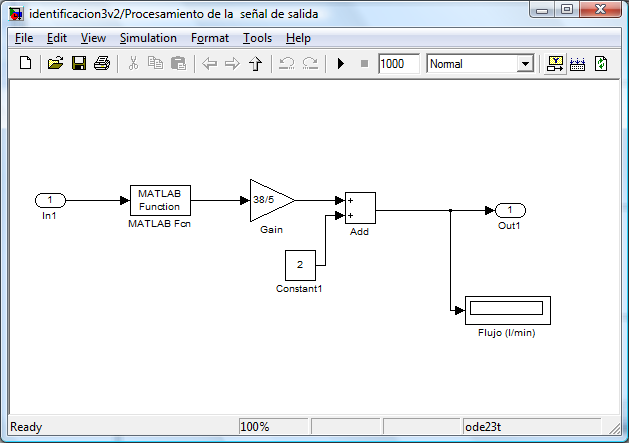 identificacion3v2/Procesamiento de la  señal de salida
File Edit View Simulation Format Tools Help
1000 Normal
1
In1
MATLAB
Function
MATLAB Fcn
38/5
Gain
+
+
Add
2
Constant1
1
Out1
Flujo (l/min)
Ready 100% ode23t